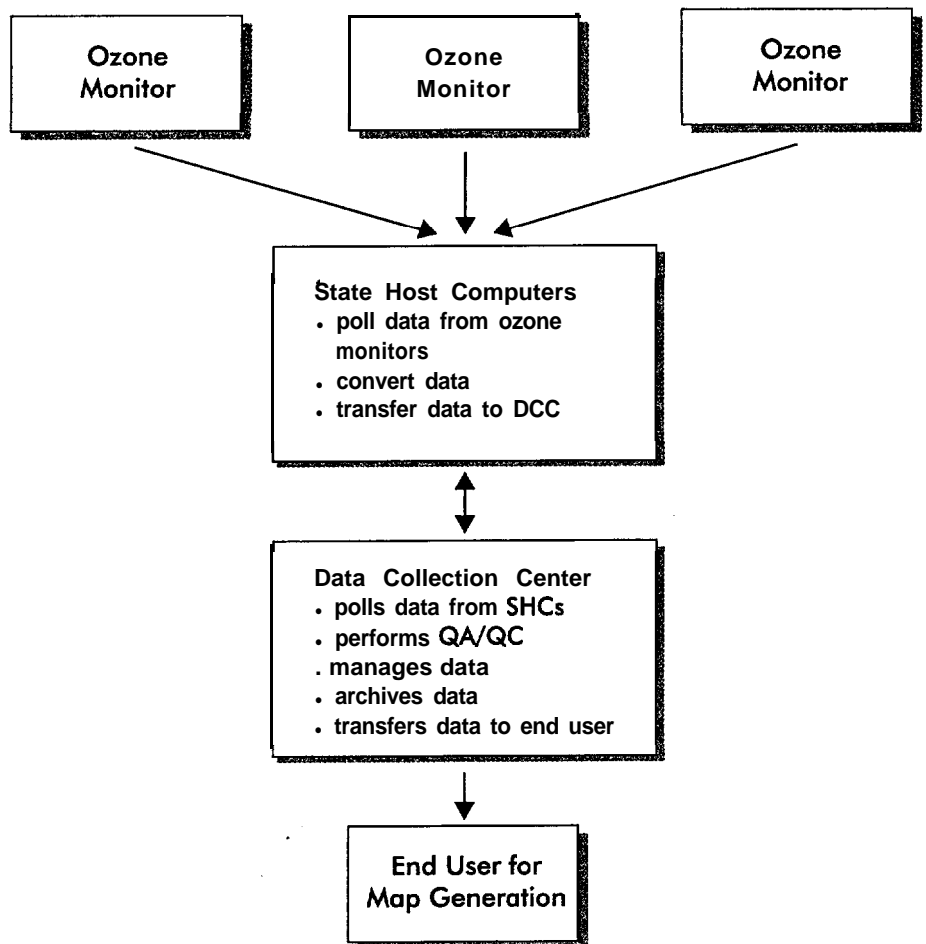 Ozone
Monitor
Ozone
Monitor
Ozone
Monitor
State Host Computers
• poll data from ozone
monitors
• convert data
• transfer data to DCC
Data Collection Center
• polls data from SHCs
• performs QA/QC
. manages data
• archives data
• transfers data to end user
End User for
Map Generation